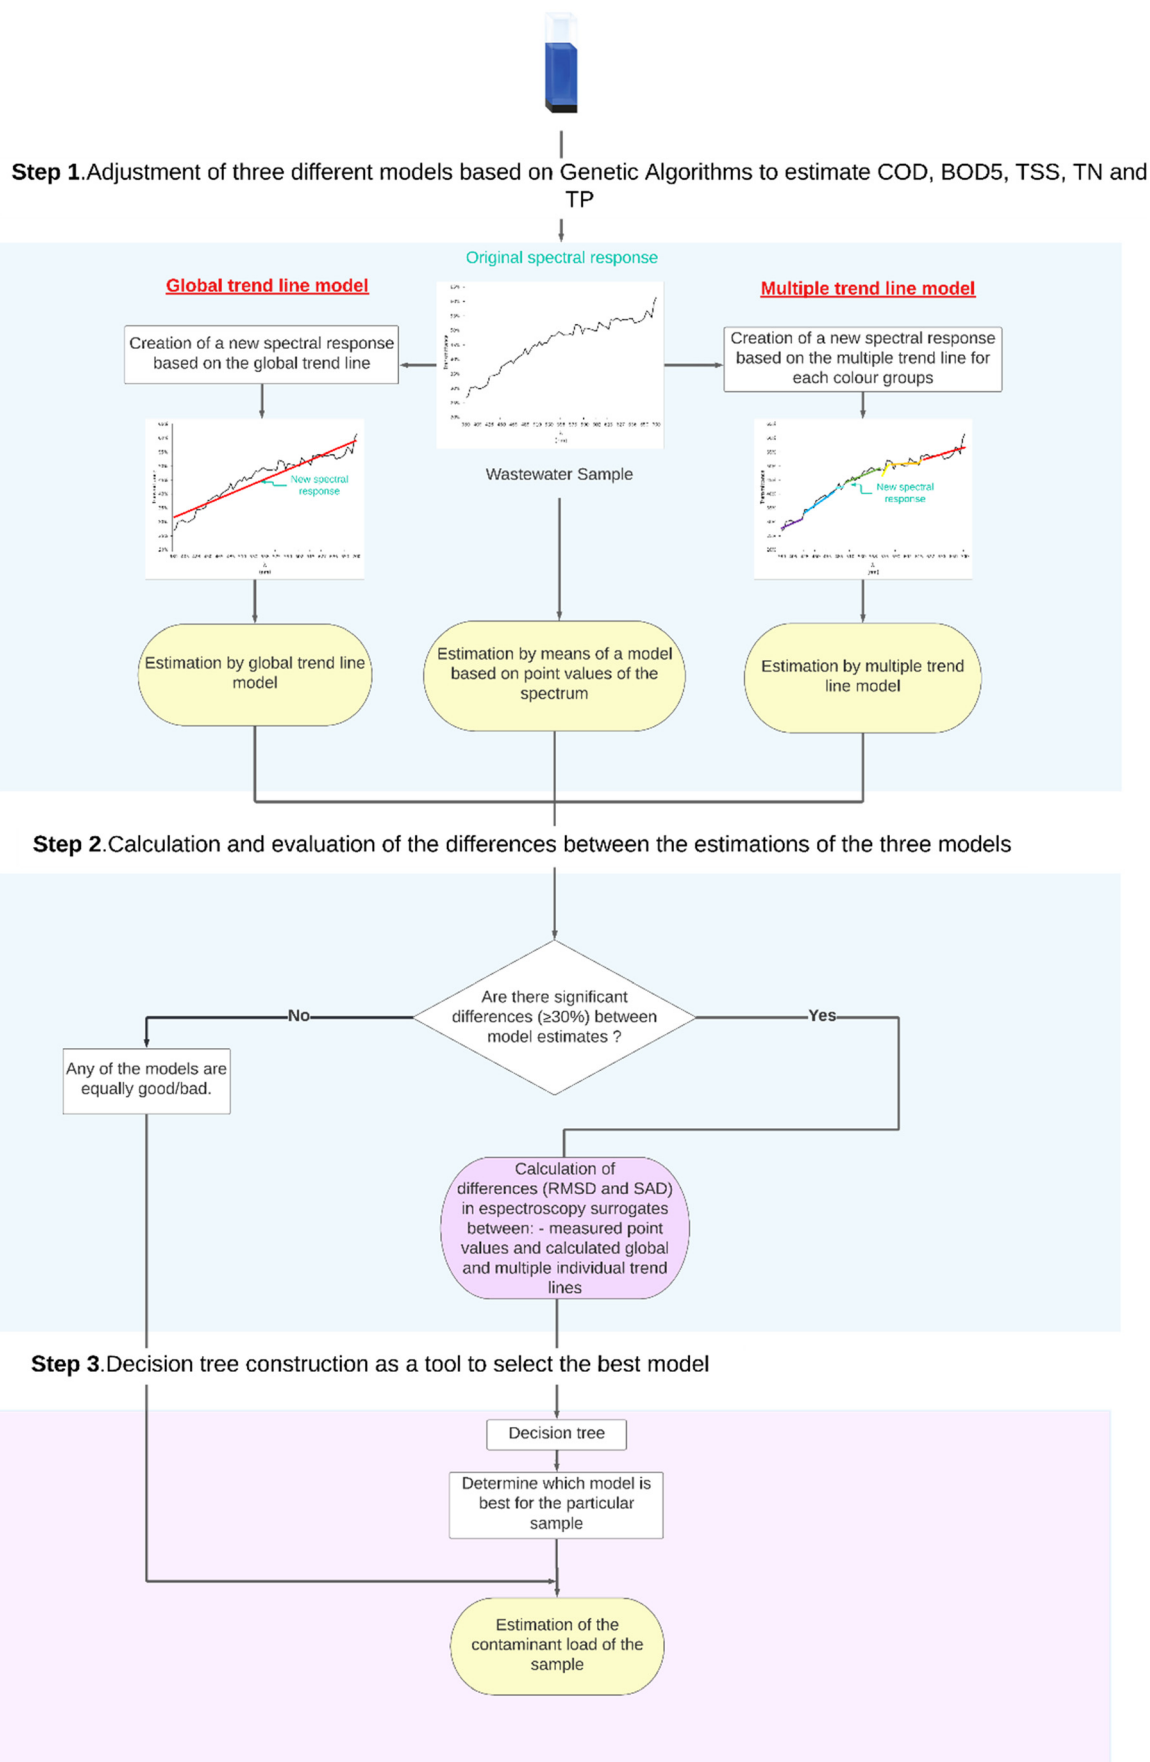 Step 1.Adjustment of three different models based on Genetic Algorithms to estimate COD, BOD5, TSS, TN and
TP
Original spectral response
Global trend line model
Multiple trend line model
Creation of a new spectral response
based on the global trend line
Creation of a new spectral response
based on the multiple trend line for
each colour groups
New spectral
response
Wastewater Sample
New spectral
response
Estimation by global trend line
model
Estimation by means of a model
based on point values of the
spectrum
Estimation by multiple trend
line model
Step 2.Calculation and evaluation of the differences between the estimations of the three models
Are there significant
differences (≥30%) between
model estimates ?
No
Yes
Any of the models are
equally good/bad.
Calculation of
differences (RMSD and SAD)
in espectroscopy surrogates
between: - measured point
values and calculated global
and multiple individual trend
lines
Step 3.Decision tree construction as a tool to select the best model
Decision tree
Determine which model is
best for the particular
sample
Estimation of the
contaminant load of the
sample